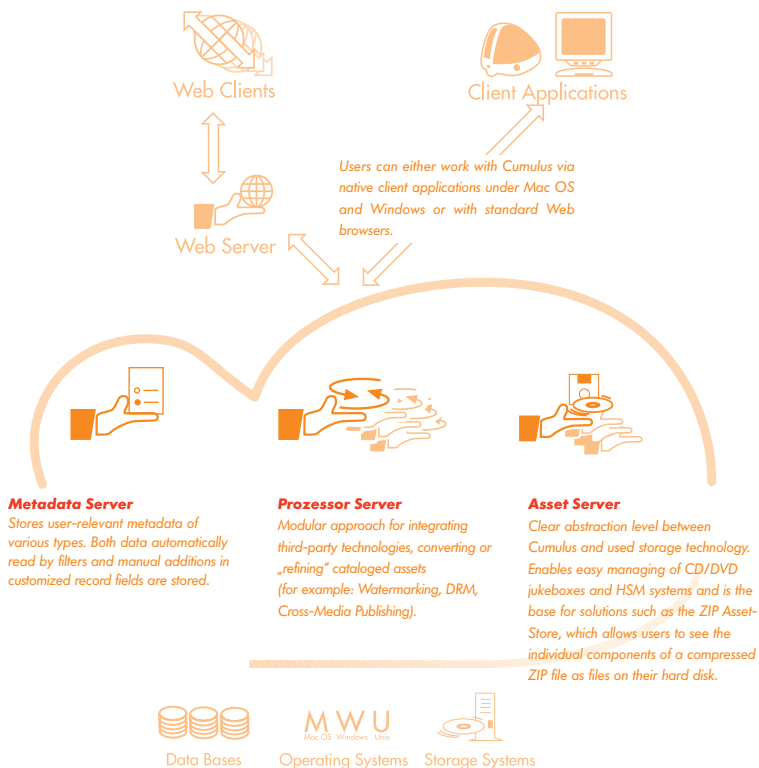 Web Clients
Client Applications
Users can either work with Cumulus via
native client applications under Mac OS
and Windows or with standard Web
browsers.
Web Server
Metadata Server
Stores user-relevant metadata of
various types. Both data automatically
read by filters and manual additions in
customized record fields are stored.
Prozessor Server
Modular approach for integrating
third-party technologies, converting or
„refining” cataloged assets
(for example: Watermarking, DRM,
Cross-Media Publishing).
Asset Server
Clear abstraction level between
Cumulus and used storage technology.
Enables easy managing of CD/DVD
jukeboxes and HSM systems and is the
base for solutions such as the ZIP Asset-
Store, which allows users to see the
individual components of a compressed
ZIP file as files on their hard disk.
M W U
Mac OS Windows Unix
Data Bases
Operating Systems
Storage Systems